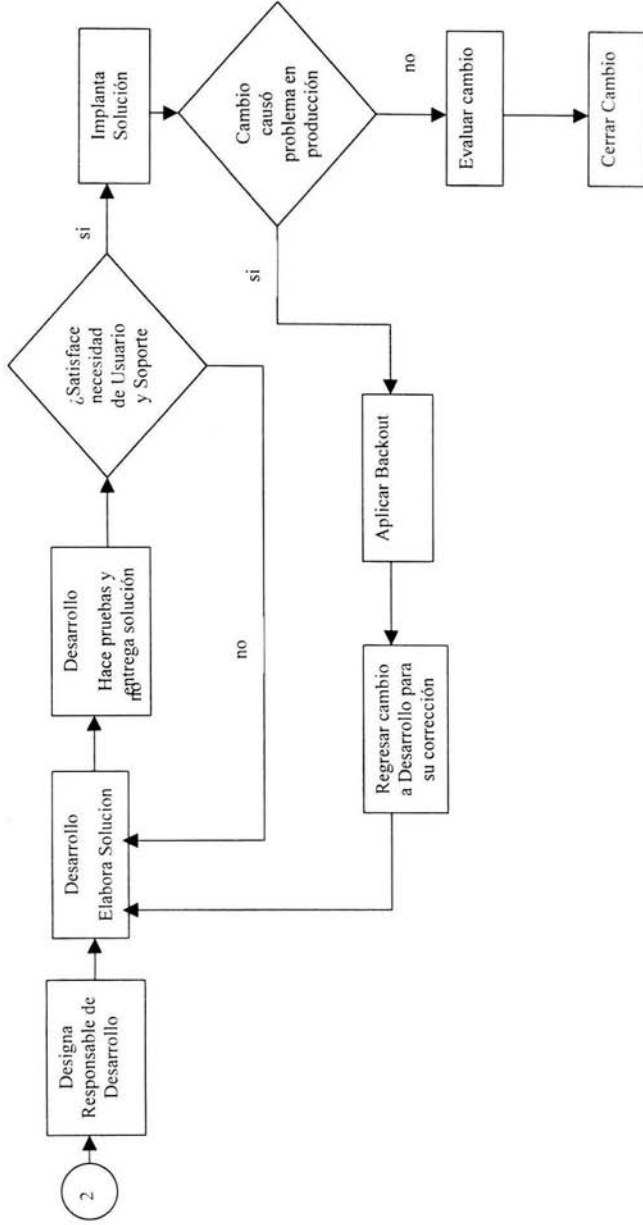 2
Designa
Responsable de
Desarrollo
Desarrollo
Elabora Solucion
Desarrollo
Hace pruebas y
entrega solución
no
¿Satisface
necesidad
de Usuario
y Soporte
si
Implanta
Solución
no
Cambio
causó
problema en
producción
si
no
Aplicar Backout
Regresar cambio
a Desarrollo para
su corrección
Evaluar cambio
Cerrar Cambio